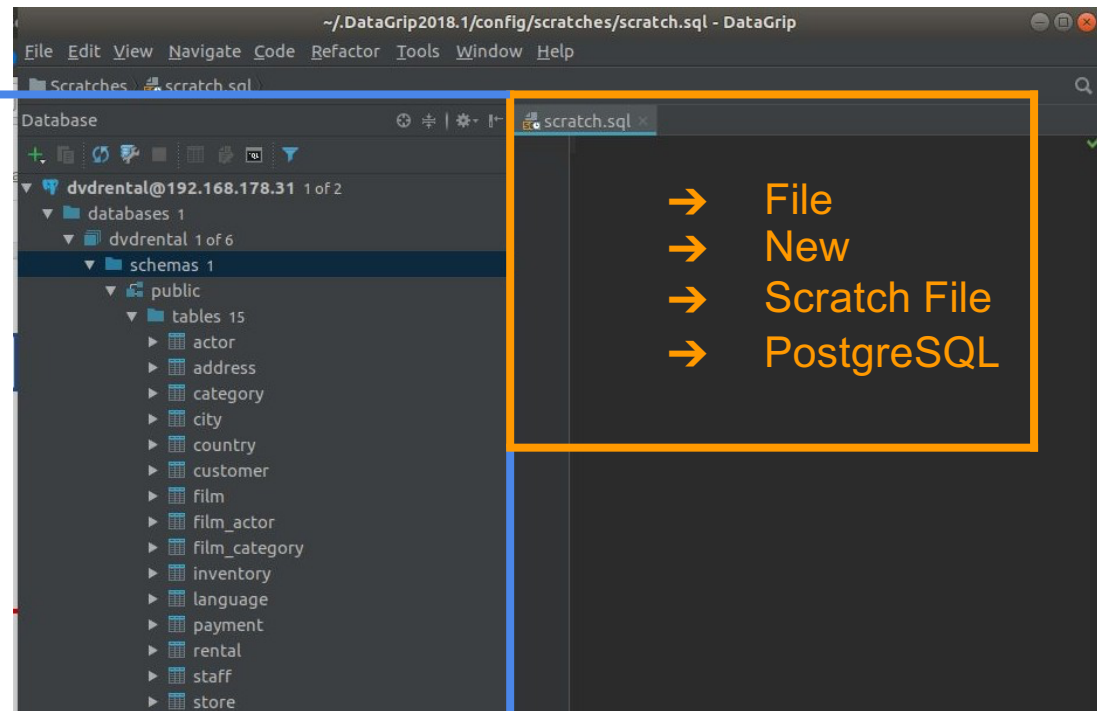 ~/.DataGrip2018.1/config/scratches/scratch.sql - DataGrip
File Edit View Navigate Code Refactor Tools Window Help
Scratches scratch.sql
Database
scratch.sql
dvdrental@192.168.178.31 1 of 2
databases 1
dvdrental 1 of 6
schemas 1
public
tables 15
actor
address
category
city
country
customer
film
film_actor
film_category
inventory
language
payment
rental
staff
store
➔ File
➔ New
➔ Scratch File
➔ PostgreSQL